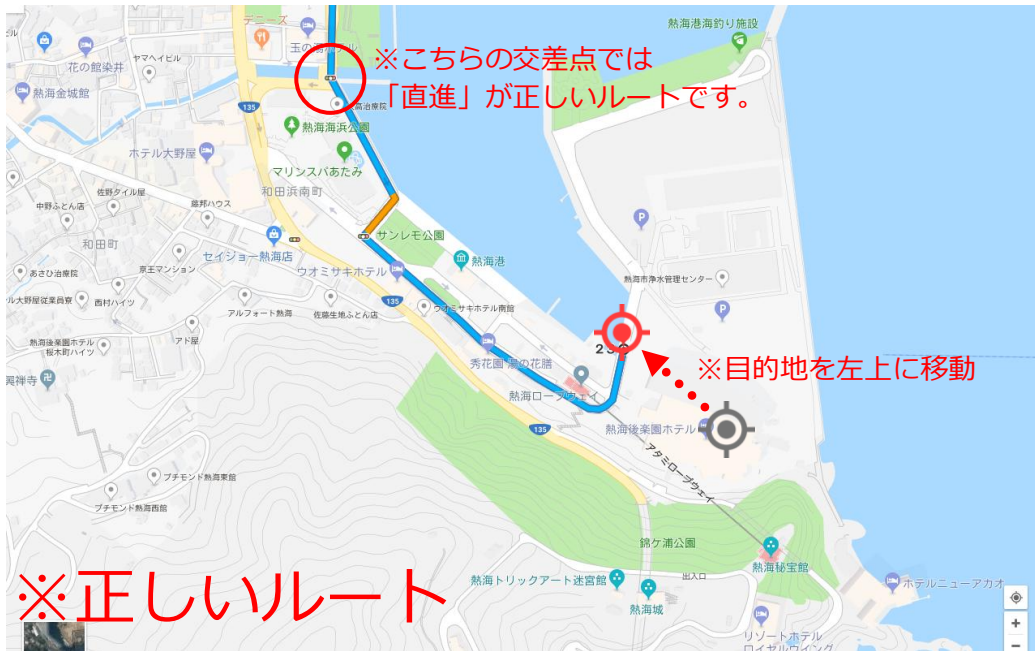 デニーズ
熱海港海釣り施設
花の館染井
ヤマヘイビル
※こちらの交差点では
「直進」が正しいルートです。
熱海金城館
135
熱海海浜公園
ホテル大野屋
マリンスパあたみ
和田浜南町
佐野タイル屋
中野ふとん店
藤邦ハウス
サンレモ公園
和田町
セイジョー熱海店
熱海港
あさひ治療院
京王マンション
ウオミサキホテル
熱海市浄水管理センター
ル大野屋従業員寮
西村ハイツ
135
アルフォート熱海
佐藤生地ふとん店
ウオミサキホテル南館
熱海後楽園ホテル
桜木町ハイツ
アド屋
秀花園 湯の花膳
※目的地を左上に移動
興禅寺
熱海ロープウェイ
135
熱海後楽園ホテル
アタミロープウェイ
プチモンド熱海東館
プチモンド熱海西館
錦ケ浦公園
※正しいルート
熱海トリックアート迷宮館
出入口
熱海秘宝館
ホテルニューアカオ
熱海城
リゾートホテル
ロイヤルウイング